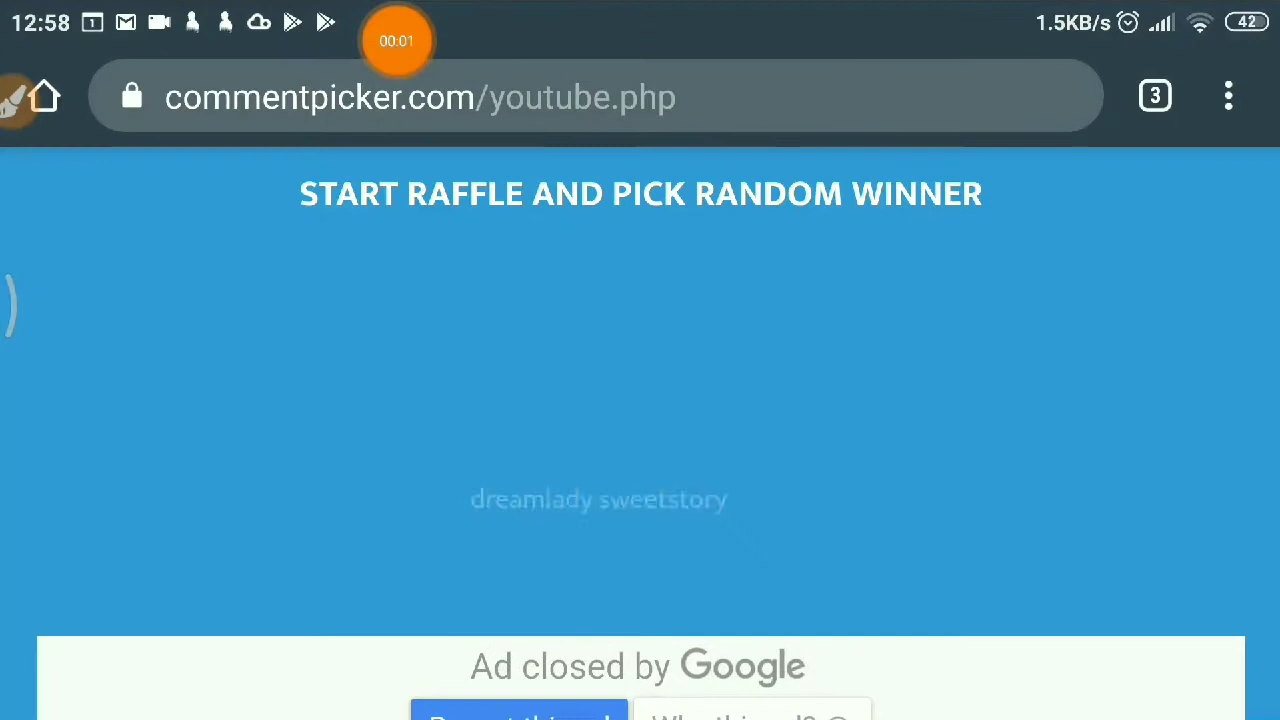 12:58 1 00:01 1.5KB/s 42
commentpicker.com/youtube.php 3
START RAFFLE AND PICK RANDOM WINNER
dreamlady sweetstory
Ad closed by Google